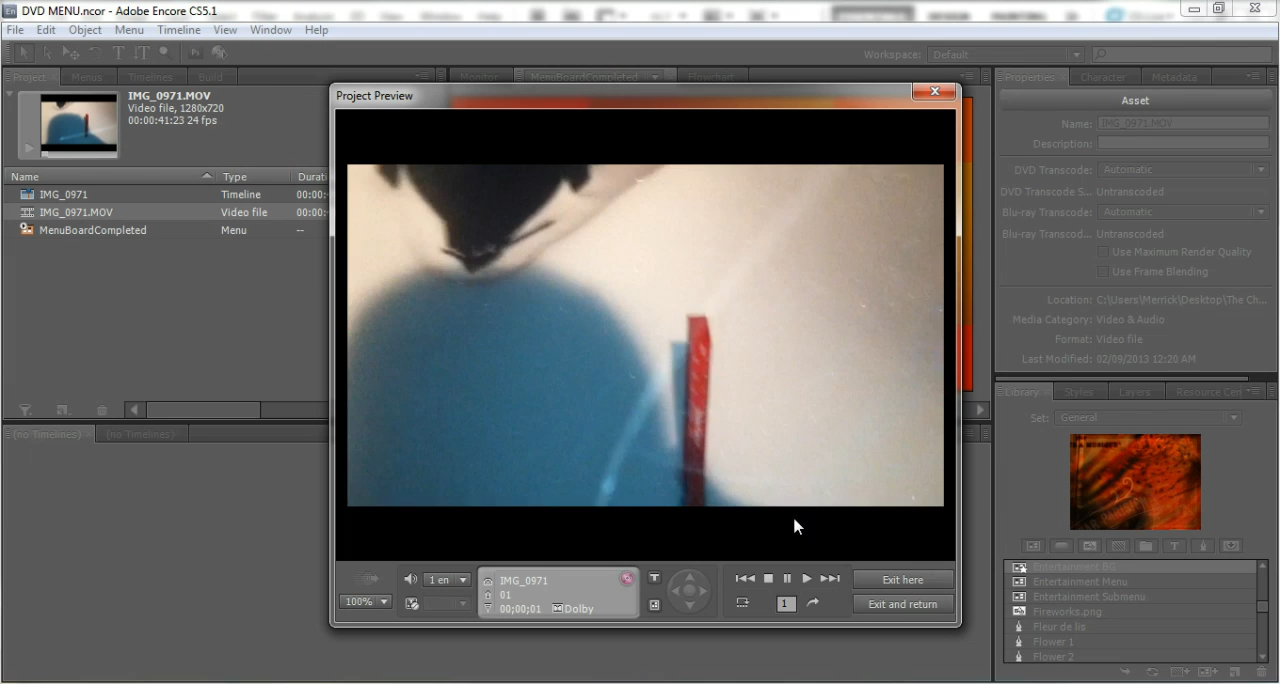 DVD MENU.ncor - Adobe Encore CS5.1
File Edit Object Menu Timeline View Window Help
Workspace: Default
Project Menus Timelines Build
Monitor MenuBoardCompleted Flowchart
Properties Character Metadata
IMG_0971.MOV
Video file, 1280x720
00:00:41:23 24 fps
Name Type Durati
IMG_0971 Timeline 00:00:
IMG_0971.MOV Video file 00:00:
MenuBoardCompleted Menu --
(no Timelines) (no Timelines)
Project Preview
100%
1 en
IMG_0971
01
00;00;01 Dolby
1
Exit here
Exit and return
Asset
Name: IMG_0971.MOV
Description:
DVD Transcode: Automatic
DVD Transcode S... Untranscoded
Blu-ray Transcode: Automatic
Blu-ray Transcod... Untranscoded
Use Maximum Render Quality
Use Frame Blending
Location: C:\Users\Merrick\Desktop\The Ch...
Media Category: Video & Audio
Format: Video file
Last Modified: 02/09/2013 12:20 AM
Library Styles Layers Resource Cen
Set: General
Entertainment BG
Entertainment Menu
Entertainment Submenu
Fireworks.png
Fleur de lis
Flower 1
Flower 2